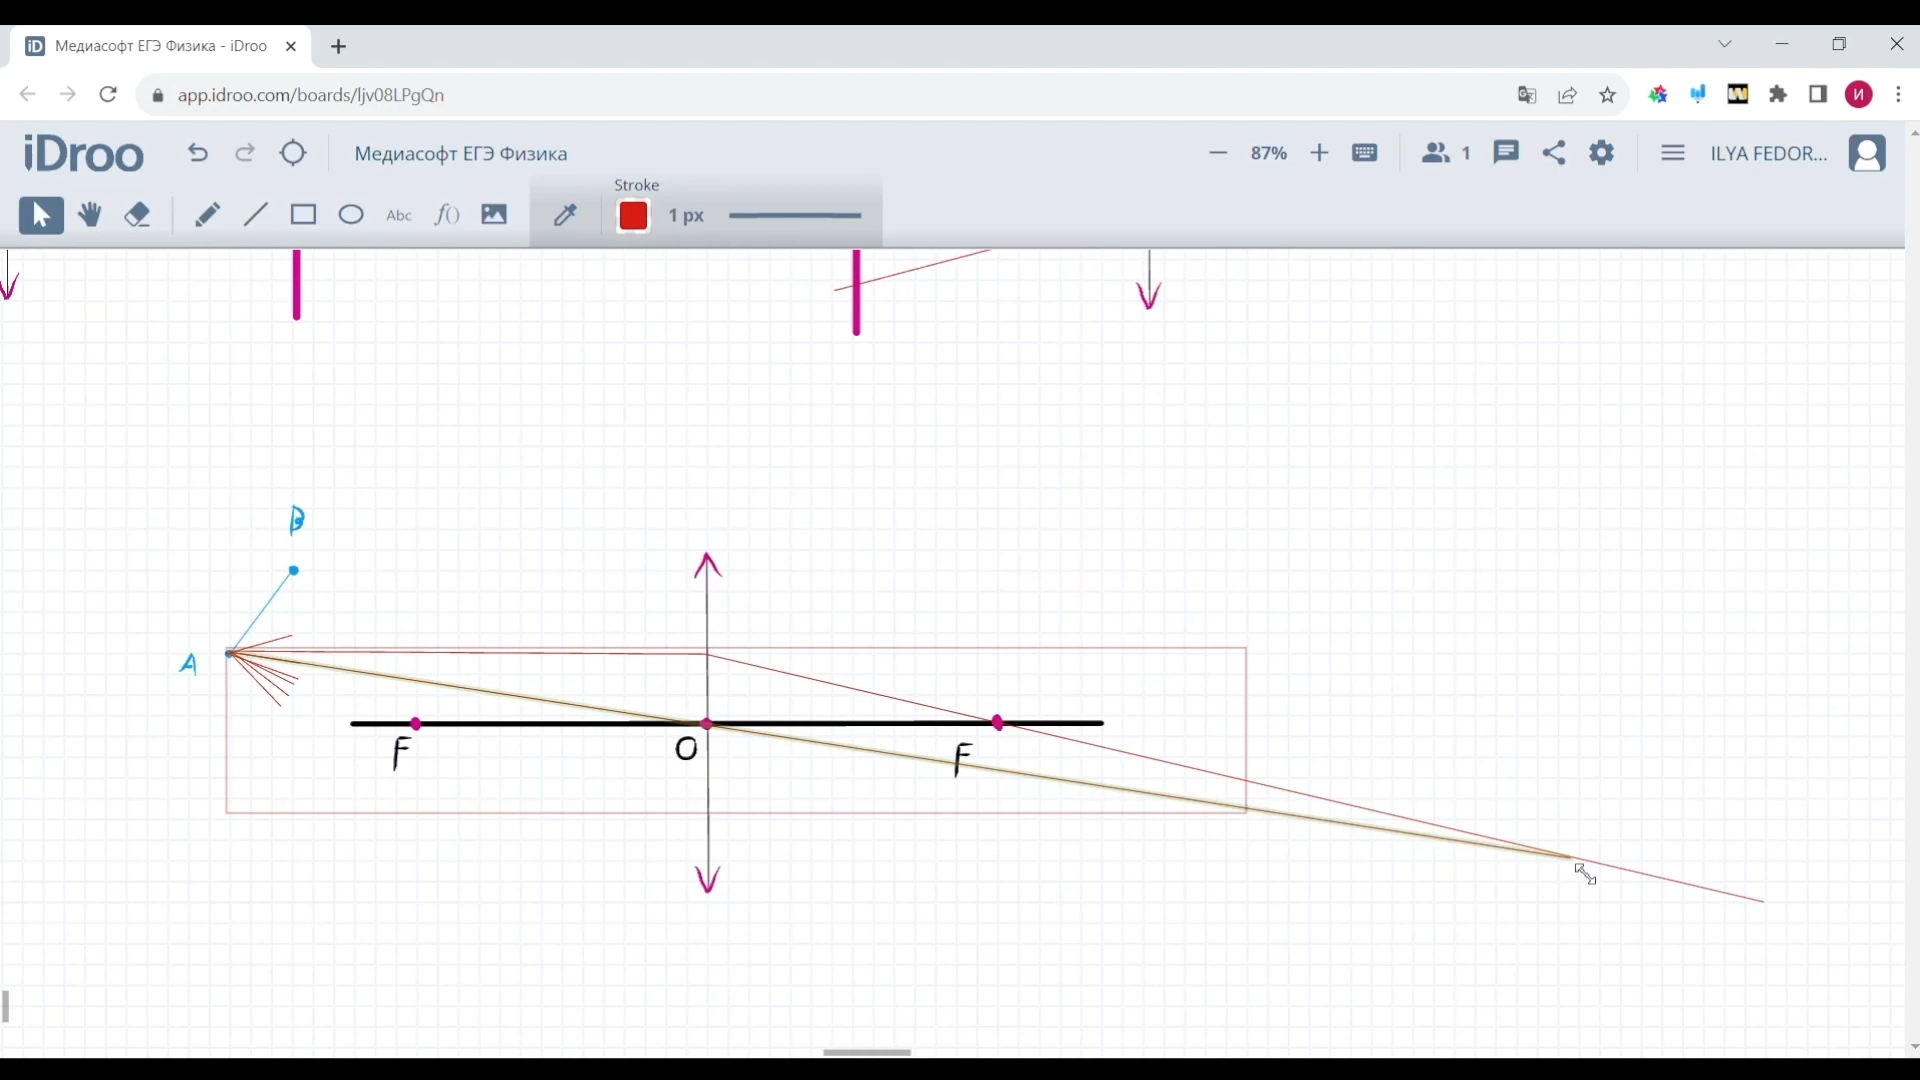 Медиасофт ЕГЭ Физика - iDroo
app.idroo.com/boards/ljv08LPgQn
И
iDroo
Медиасофт ЕГЭ Физика
87%
1
ILYA FEDOR...
Abc
f()
Stroke
1 px
B
A
F
O
F